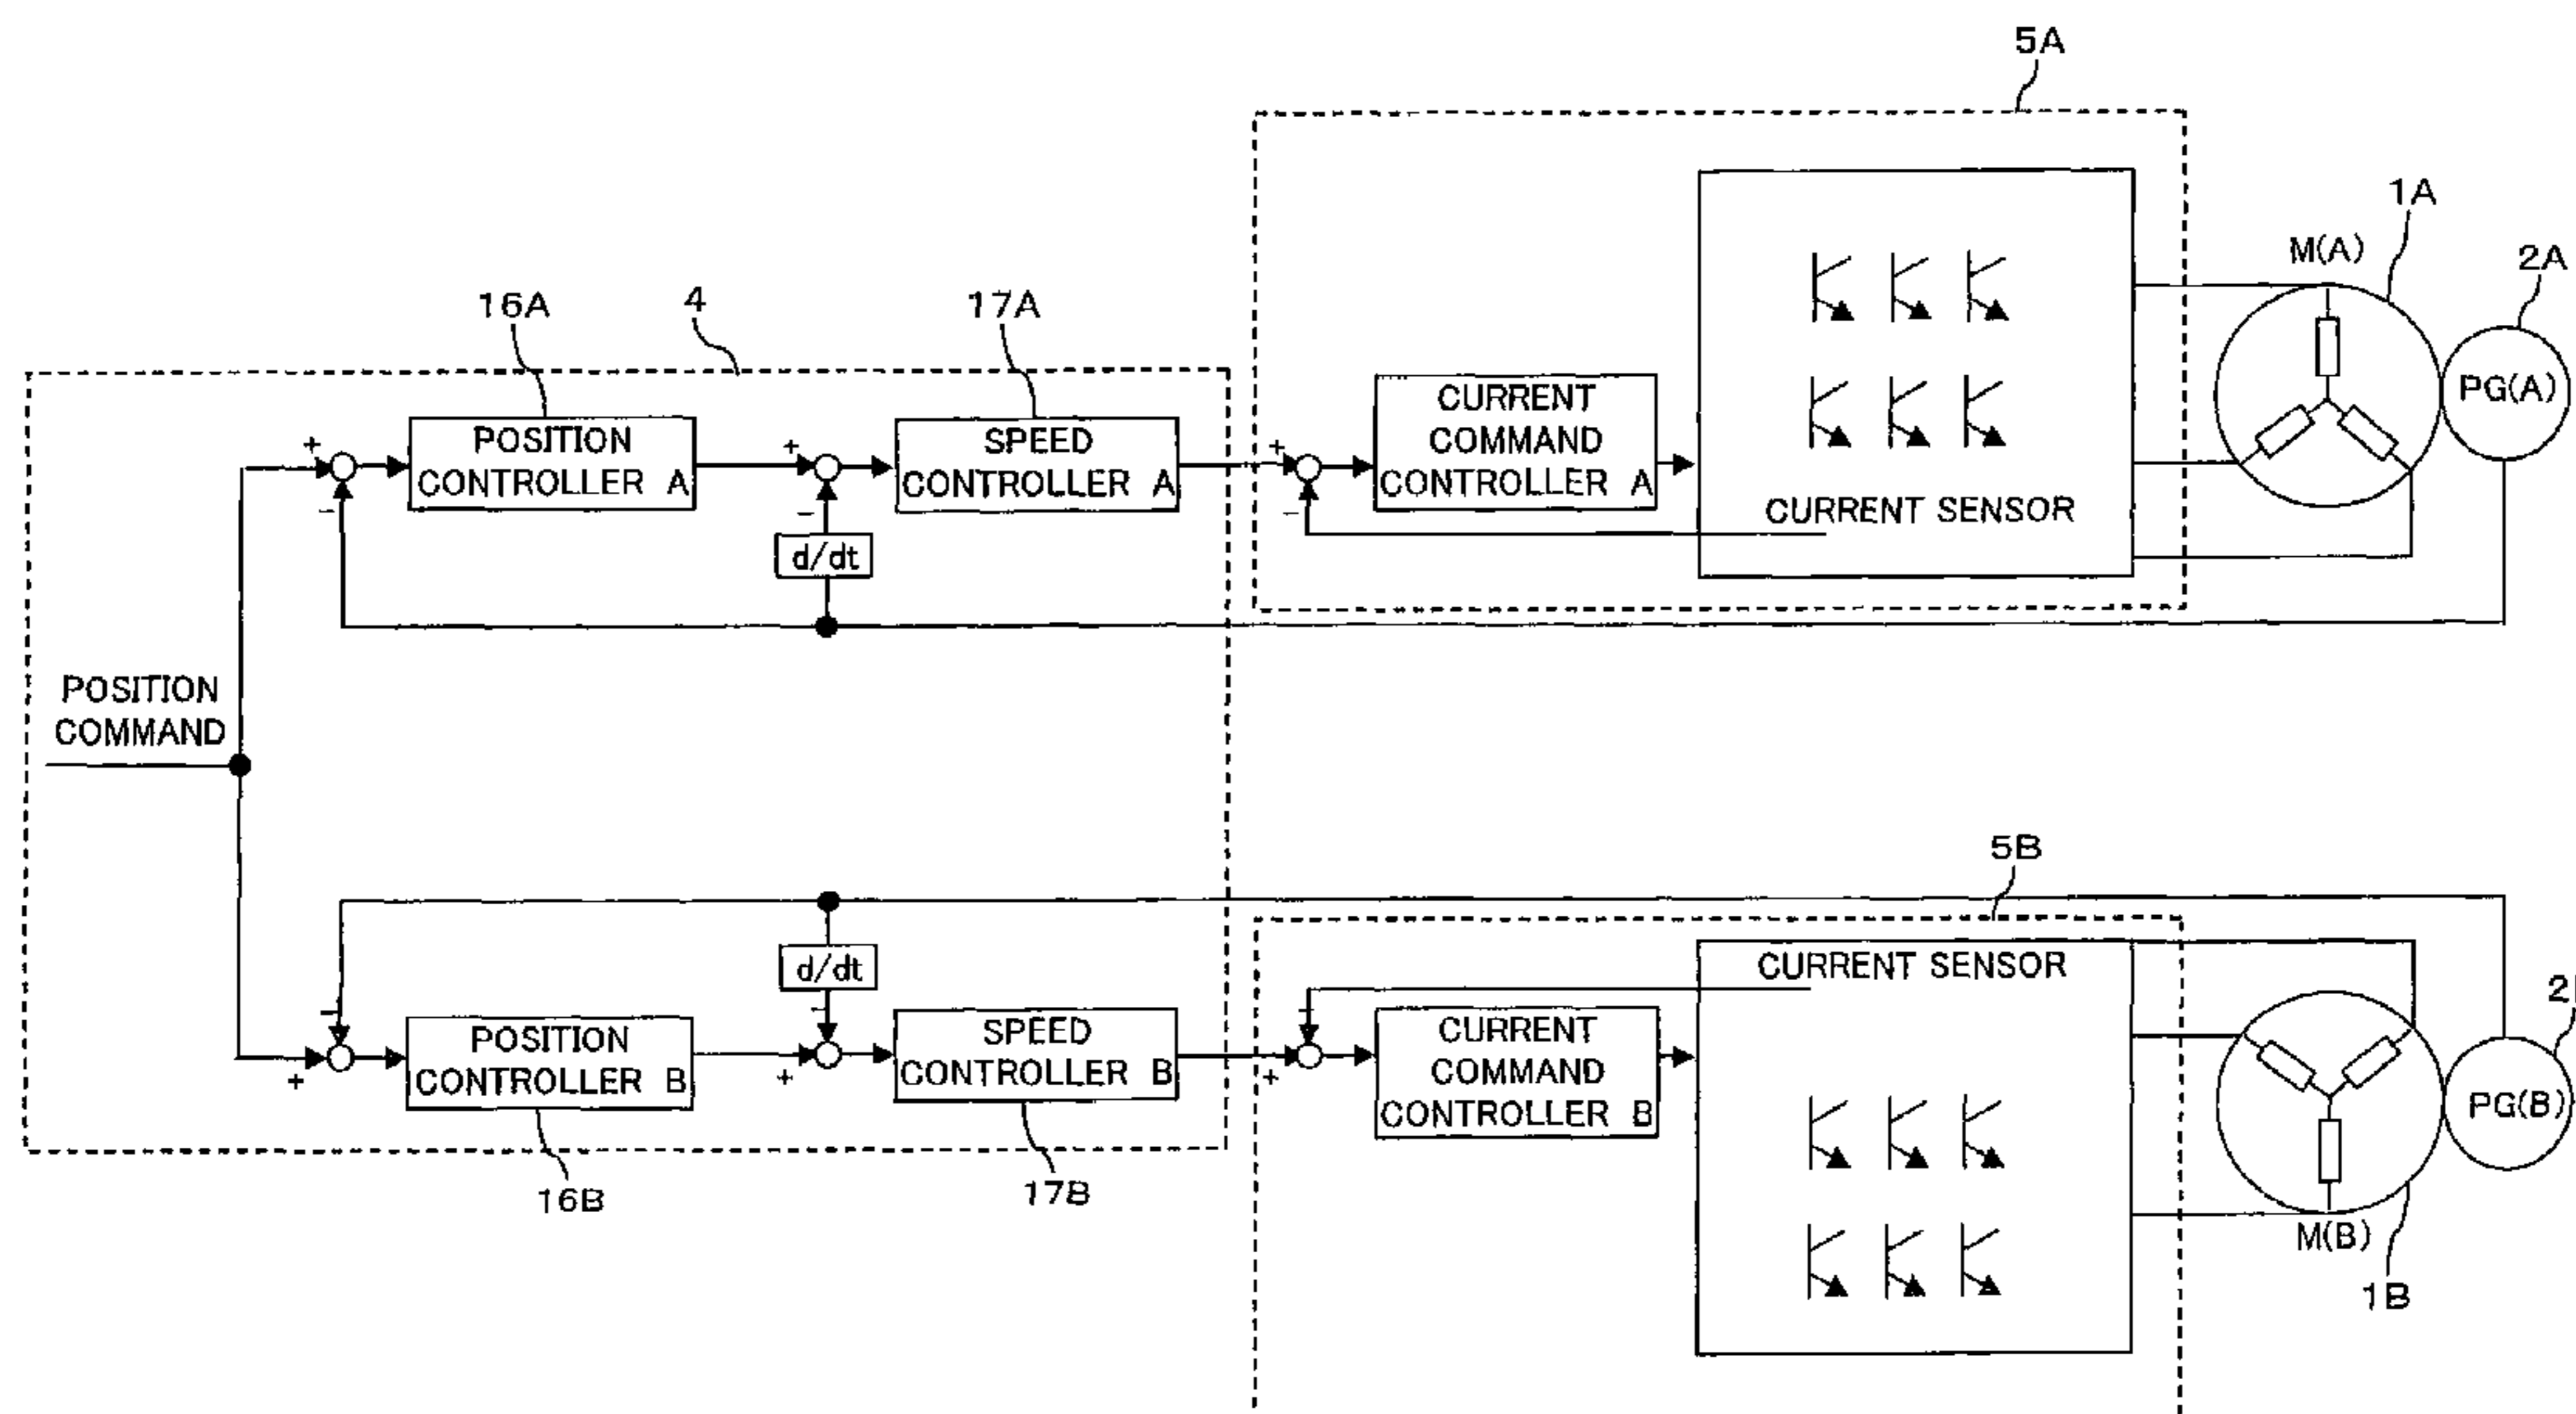 5A
1A
M(A)
2A
16A
4
17A
PG(A)
CURRENT
COMMAND
CONTROLLER A
+
POSITION
CONTROLLER A
+
SPEED
CONTROLLER A
+
CURRENT SENSOR
−
−
−
d/dt
POSITION
COMMAND
5B
d/dt
CURRENT SENSOR
−
−
−
POSITION
CONTROLLER B
SPEED
CONTROLLER B
CURRENT
COMMAND
CONTROLLER B
+
+
+
PG(B)
16B
17B
M(B)
1B